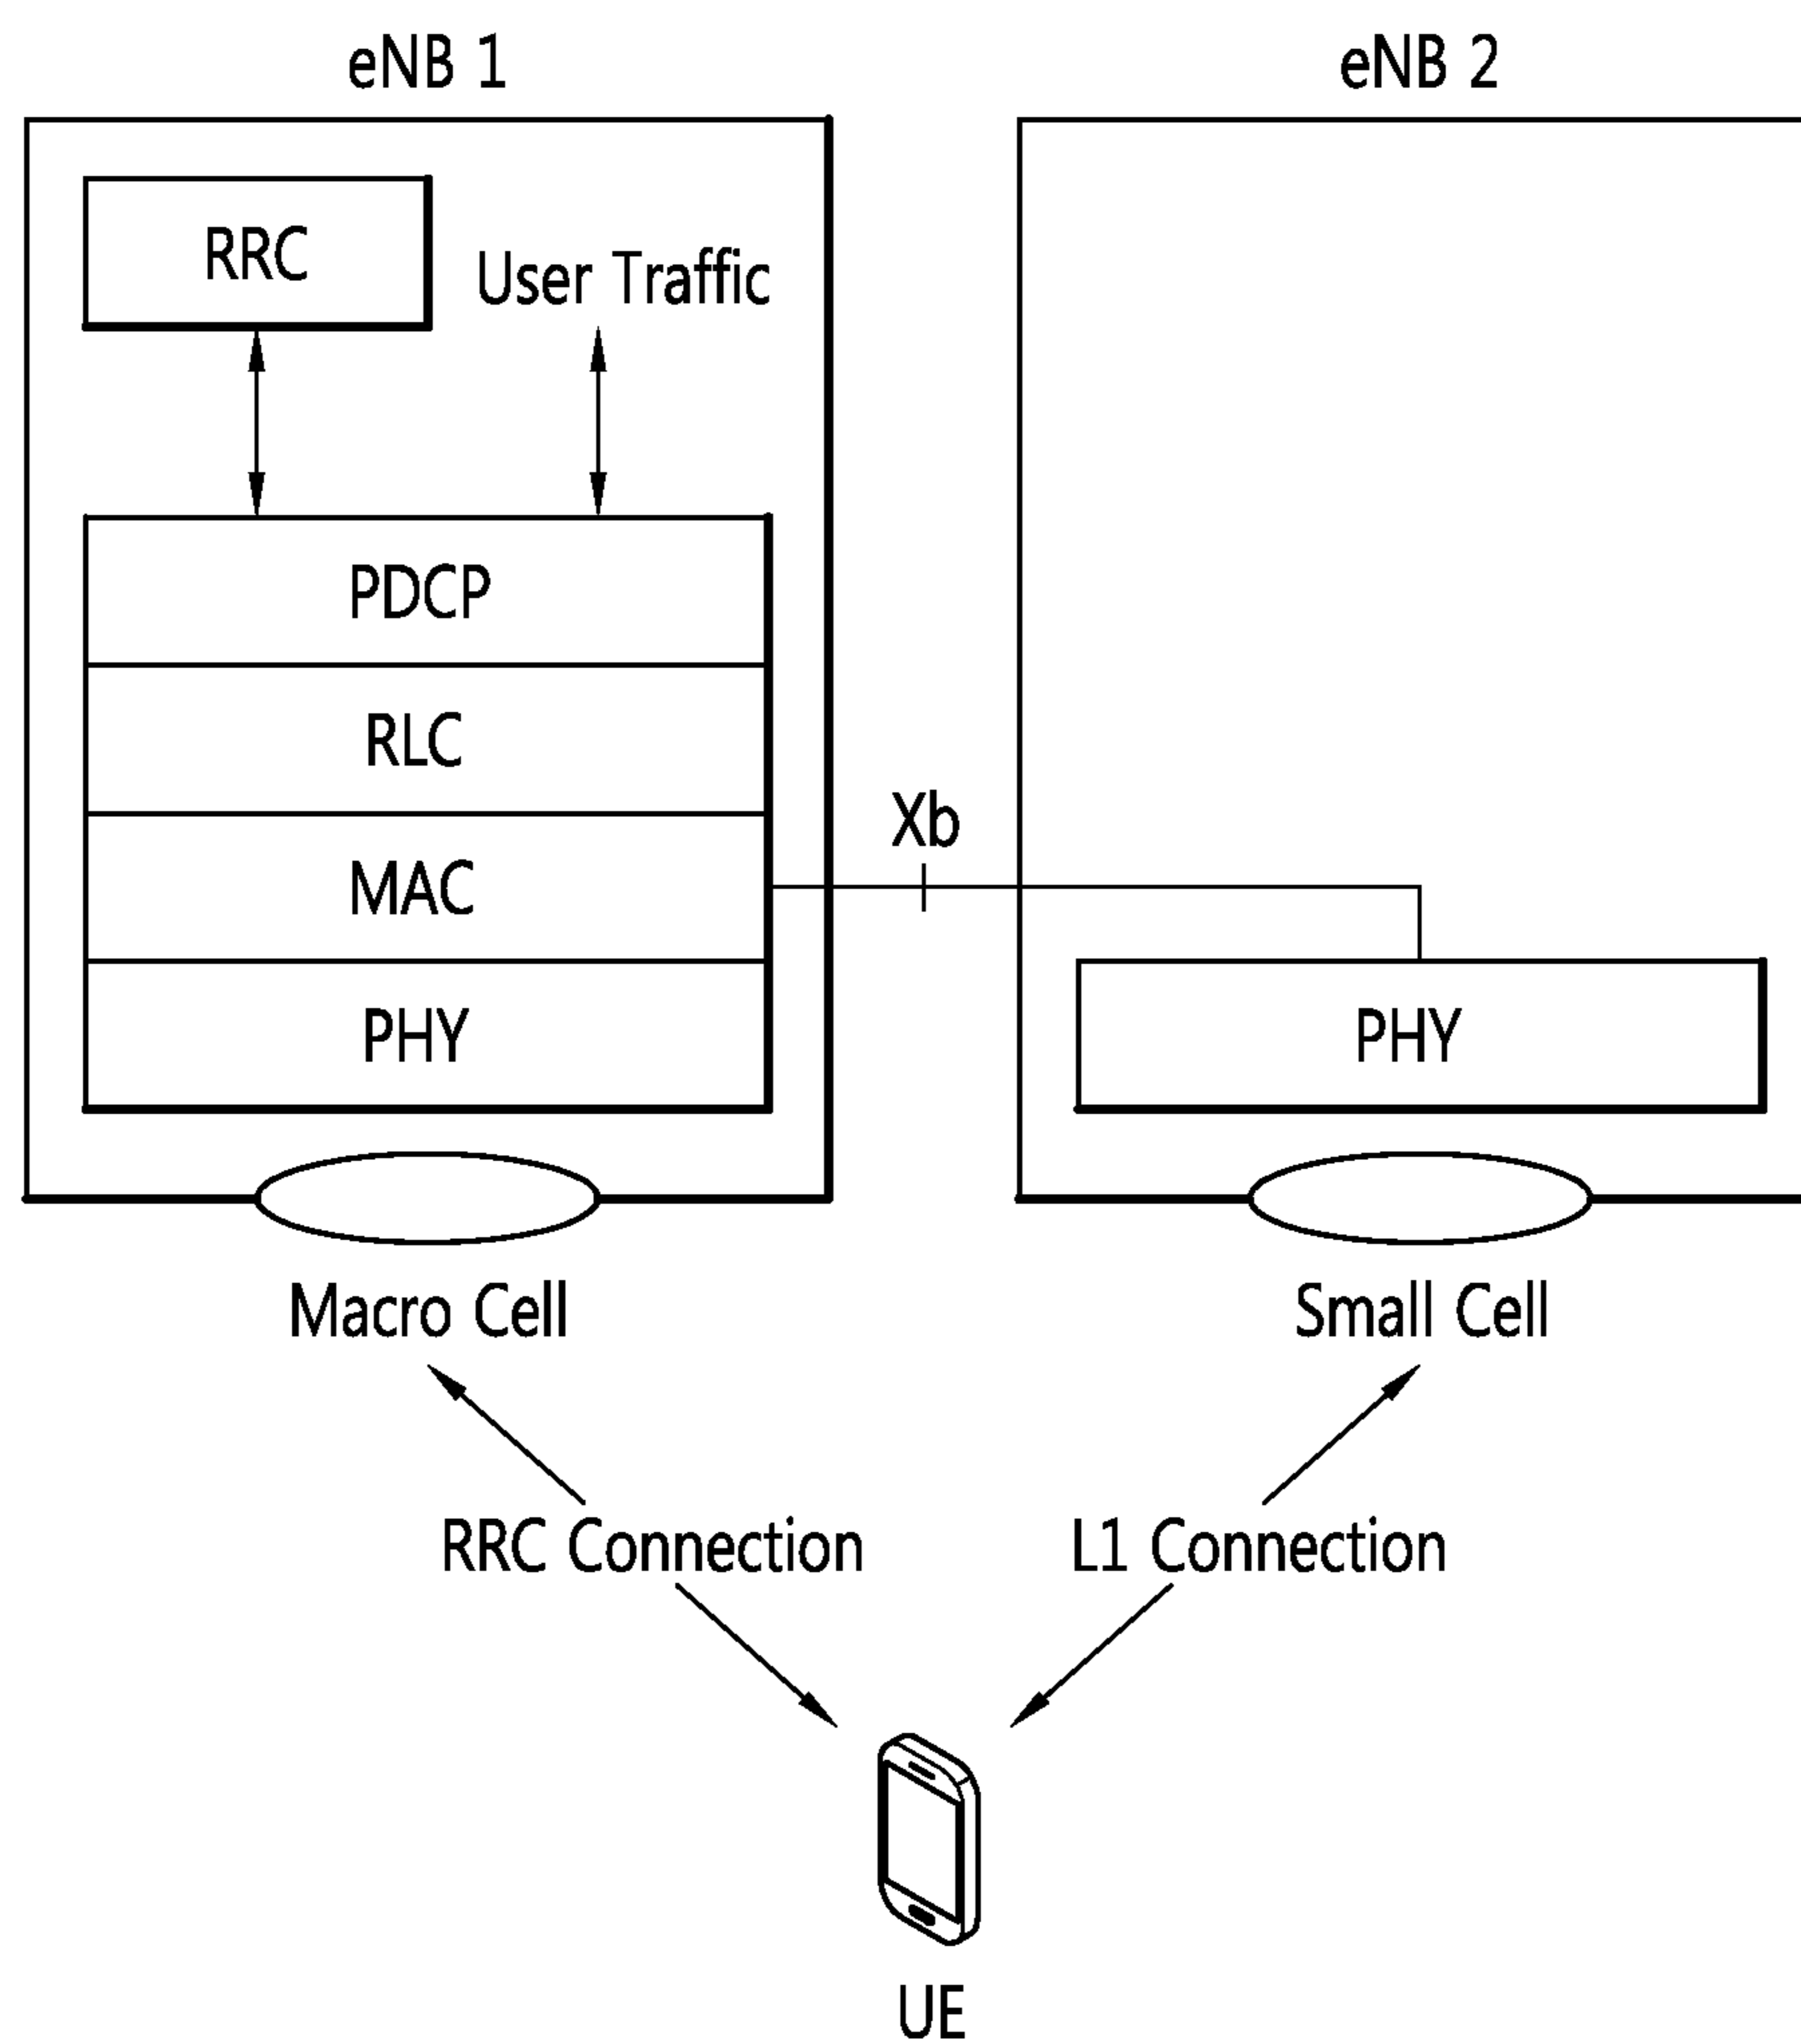 eNB 1
eNB 2
RRC
User Traffic
PDCP
RLC
Xb
MAC
PHY
PHY
Macro Cell
Small Cell
RRC Connection
L1 Connection
UE